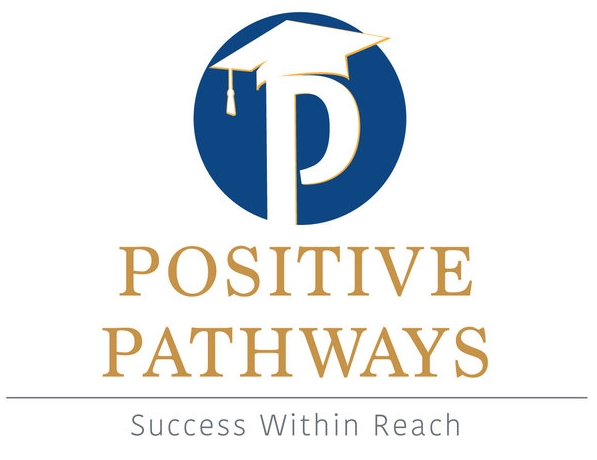 P
POSITIVE
PATHWAYS
Success Within Reach